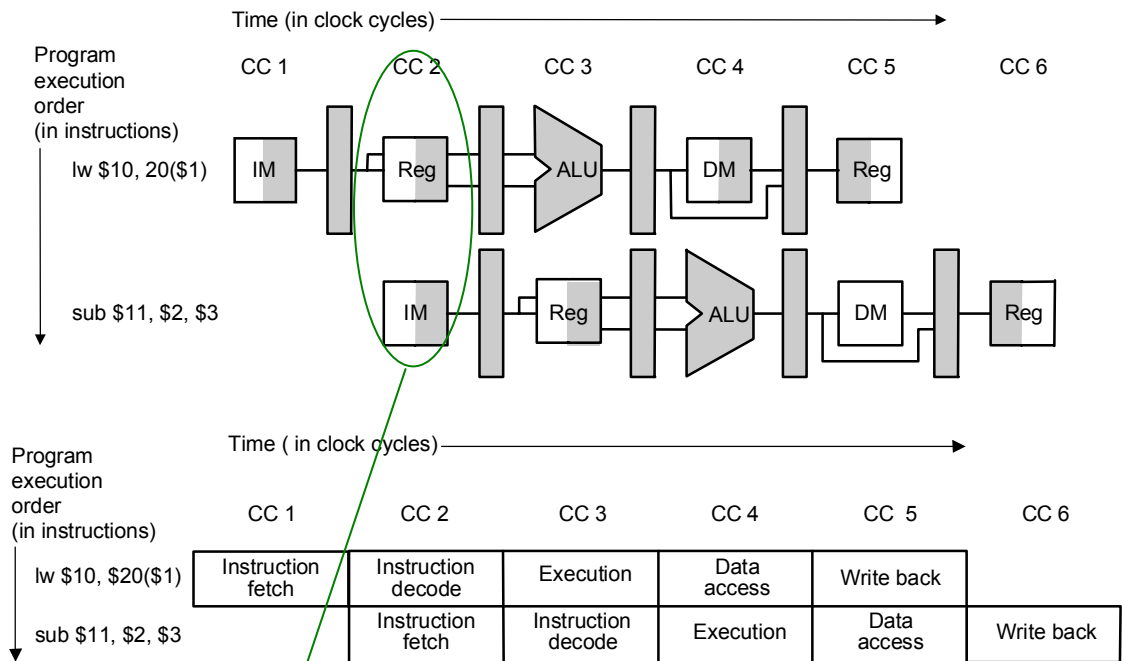 Time (in clock cycles)
Program
execution
order
(in instructions)
CC 1 CC 2 CC 3 CC 4 CC 5 CC 6
lw $10, 20($1) IM Reg ALU DM Reg
sub $11, $2, $3 IM Reg ALU DM Reg
Time ( in clock cycles)
Program
execution
order
(in instructions)
CC 1 CC 2 CC 3 CC 4 CC 5 CC 6
lw $10, $20($1) Instruction fetch Instruction decode Execution Data access Write back
sub $11, $2, $3 Instruction fetch Instruction decode Execution Data access Write back